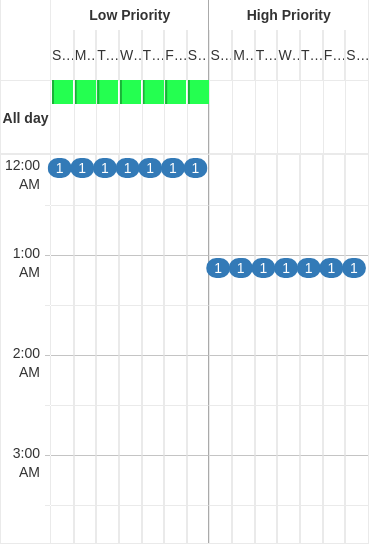 Low Priority High Priority
S... M... T... W... T... F... S... S... M... T... W... T... F... S...
All day
12:00 AM
1 1 1 1 1 1 1
1:00 AM
1 1 1 1 1 1 1
2:00 AM
3:00 AM